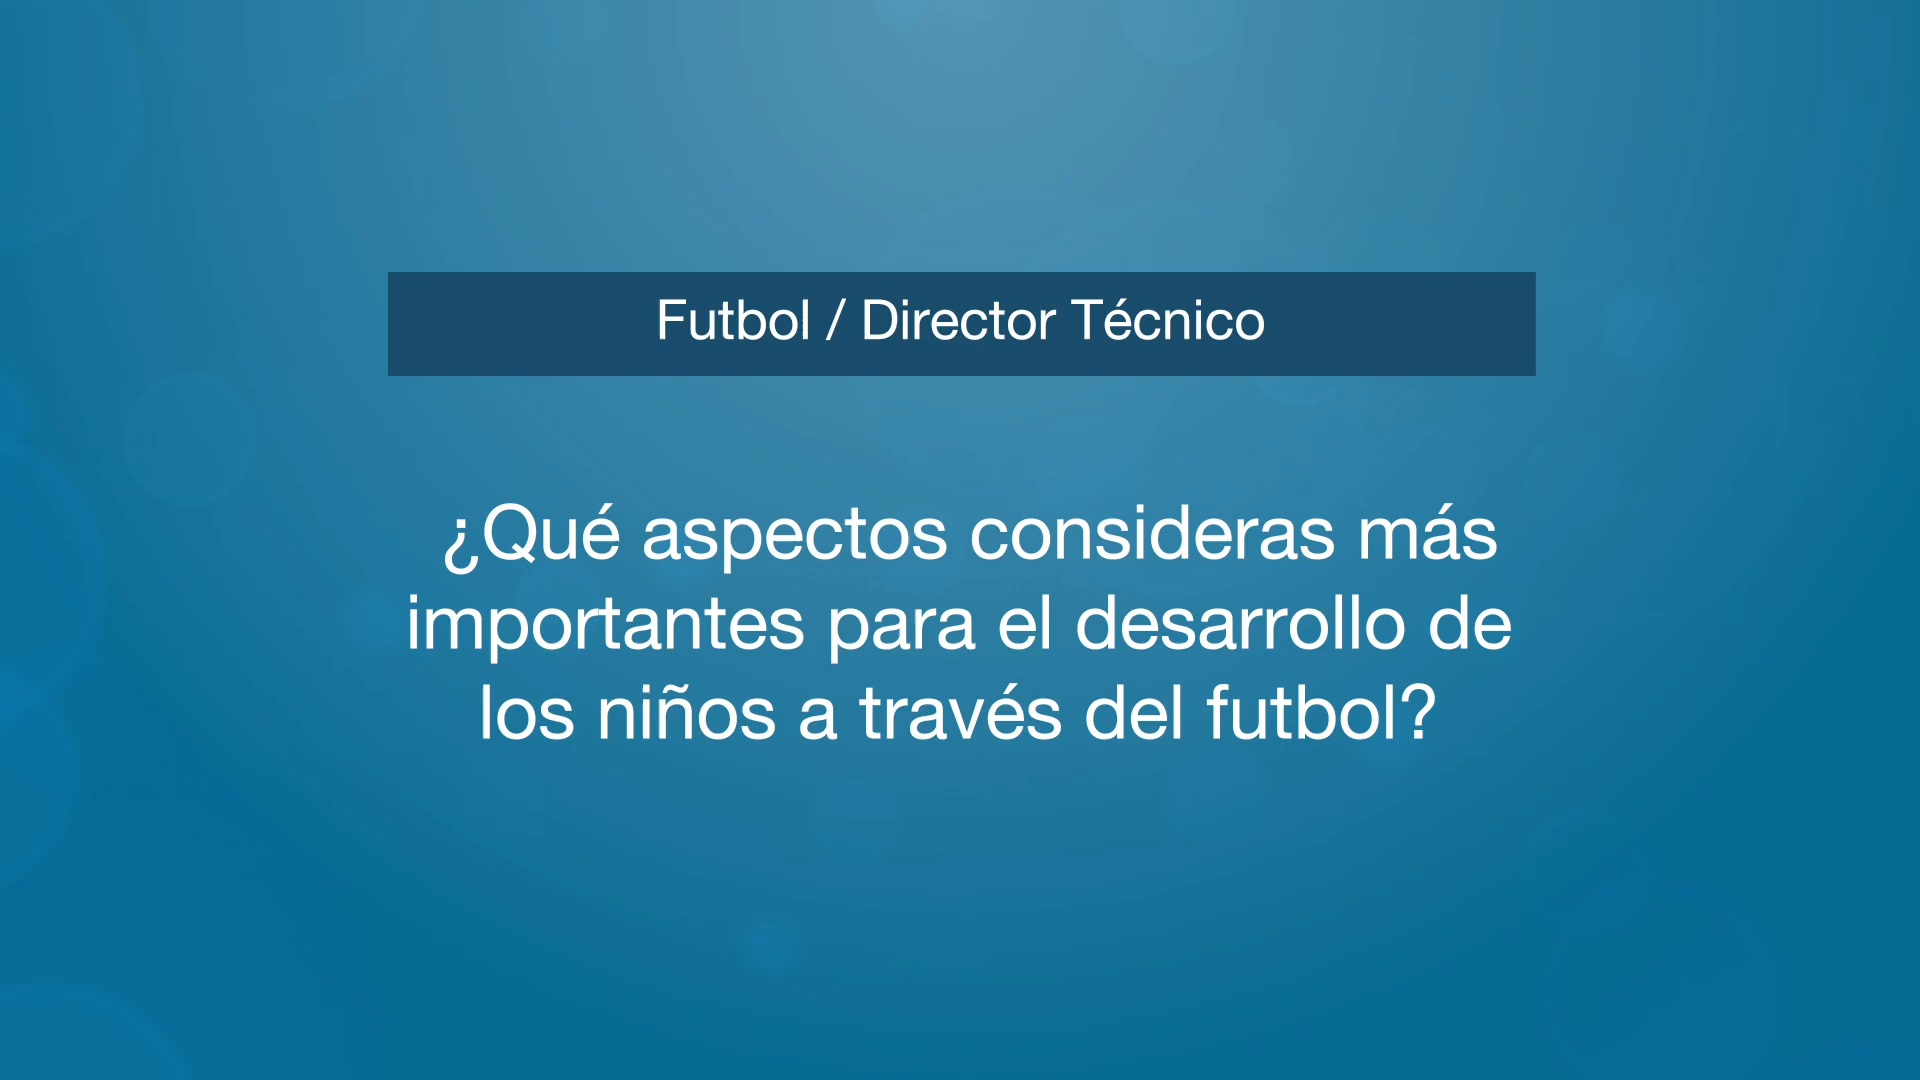 Futbol / Director Técnico
¿Qué aspectos consideras más
importantes para el desarrollo de
los niños a través del futbol?